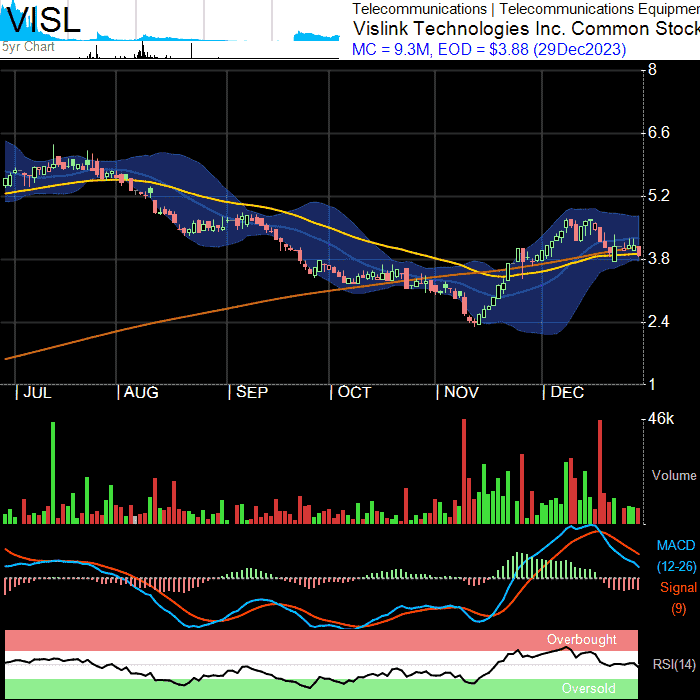 VISL
5yr Chart
Telecommunications | Telecommunications Equipmen
Vislink Technologies Inc. Common Stock
MC = 9.3M, EOD = $3.88 (29Dec2023)
8
6.6
5.2
3.8
2.4
1
| JUL | AUG | SEP | OCT | NOV | DEC
46k
Volume
MACD
(12-26)
Signal
(9)
Overbought
RSI(14)
Oversold